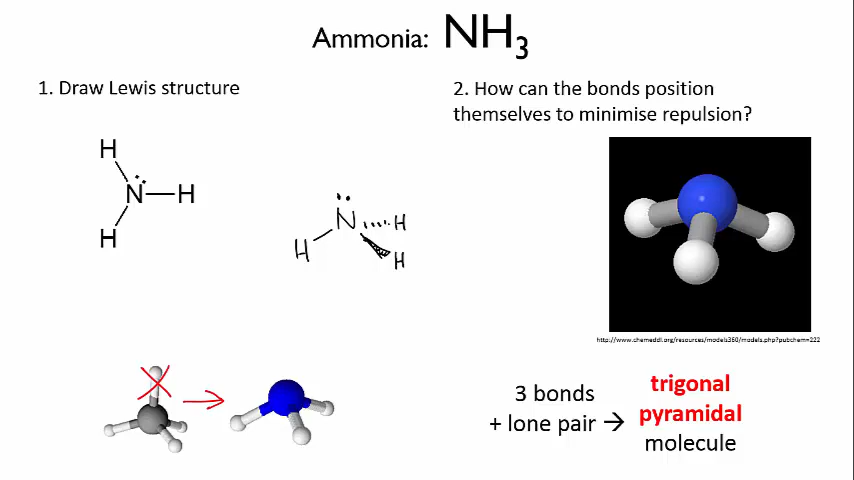 Ammonia: NH3
1. Draw Lewis structure
2. How can the bonds position
themselves to minimise repulsion?
H
N
H
H
N
H
H
H
http://www.chemeddl.org/resources/models360/models.php?pubchem=222
3 bonds
+ lone pair →
trigonal
pyramidal
molecule